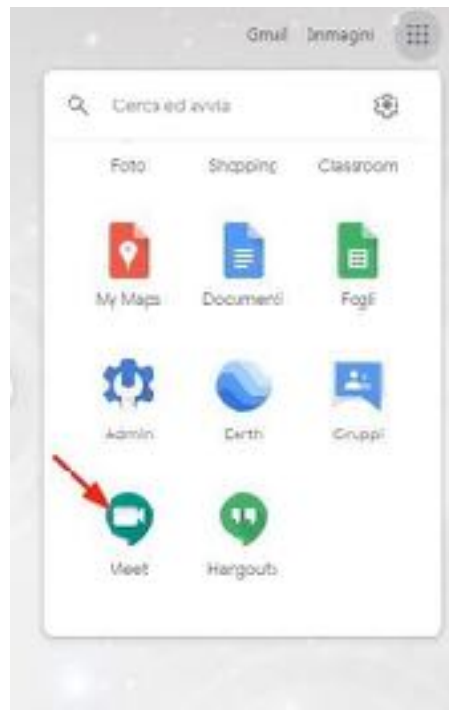 Gmail Immagini
Cerca ed avvia
Foto Shopping Classroom
My Maps Documenti Fogli
Admin Earth Gruppi
Meet Hangouts